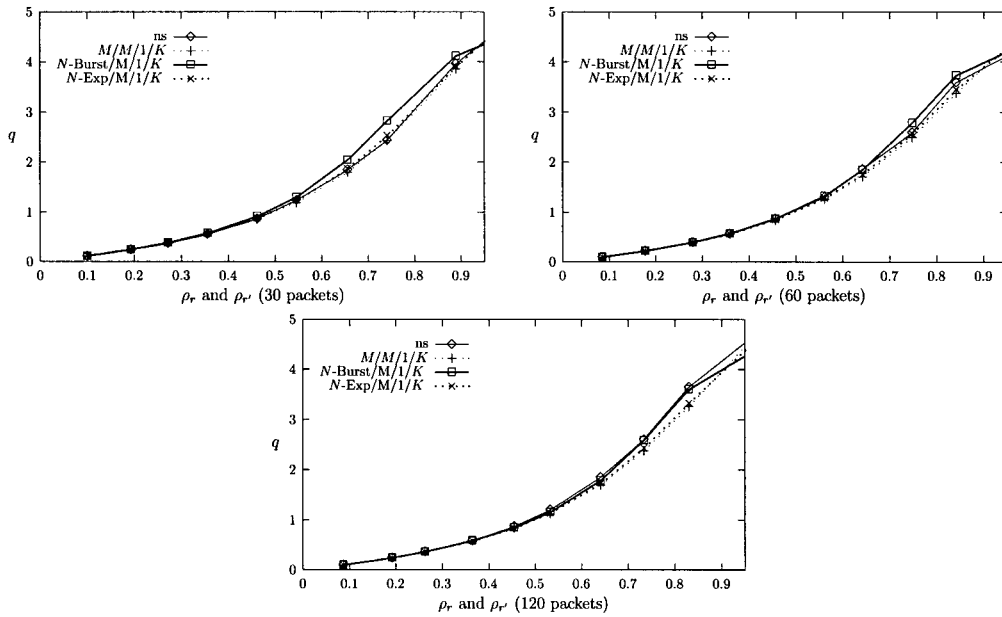 5
4
3
2
1
0
q
ns
M/M/1/K
N-Burst/M/1/K
N-Exp/M/1/K
0 0.1 0.2 0.3 0.4 0.5 0.6 0.7 0.8 0.9
ρr and ρr′ (30 packets)
5
4
3
2
1
0
q
ns
M/M/1/K
N-Burst/M/1/K
N-Exp/M/1/K
0 0.1 0.2 0.3 0.4 0.5 0.6 0.7 0.8 0.9
ρr and ρr′ (60 packets)
5
4
3
2
1
0
q
ns
M/M/1/K
N-Burst/M/1/K
N-Exp/M/1/K
0 0.1 0.2 0.3 0.4 0.5 0.6 0.7 0.8 0.9
ρr and ρr′ (120 packets)